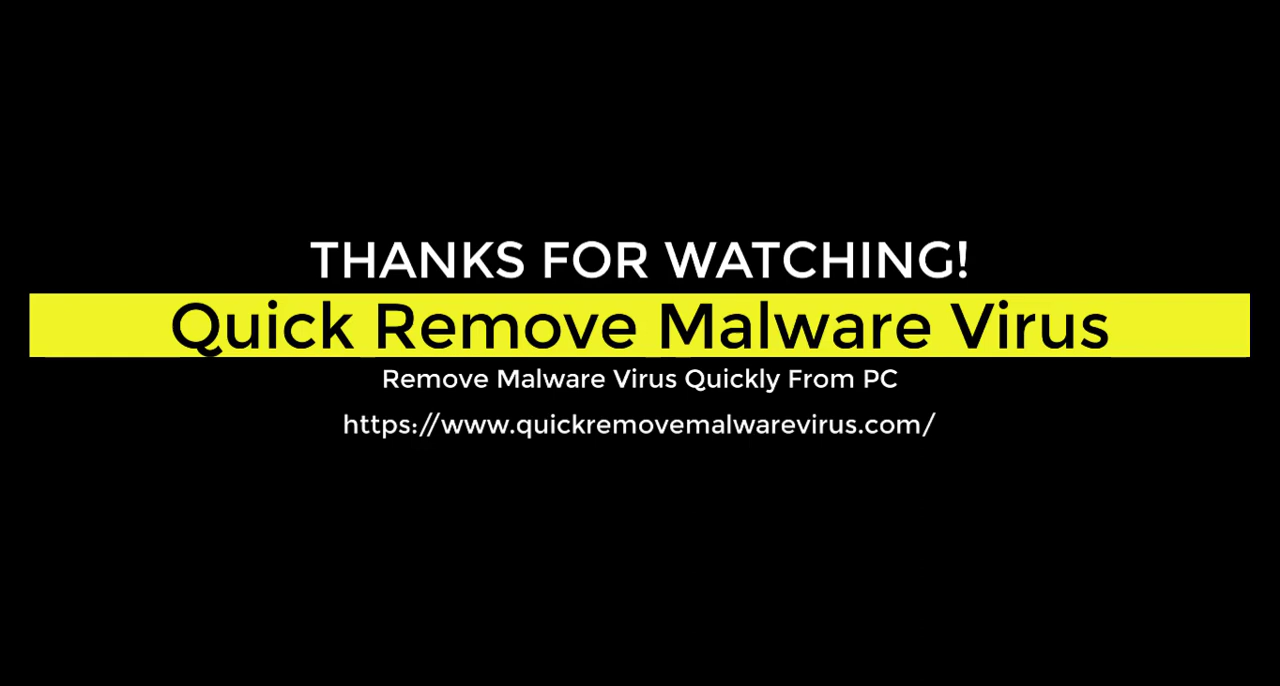 THANKS FOR WATCHING!
Quick Remove Malware Virus
Remove Malware Virus Quickly From PC
https://www.quickremovemalwarevirus.com/